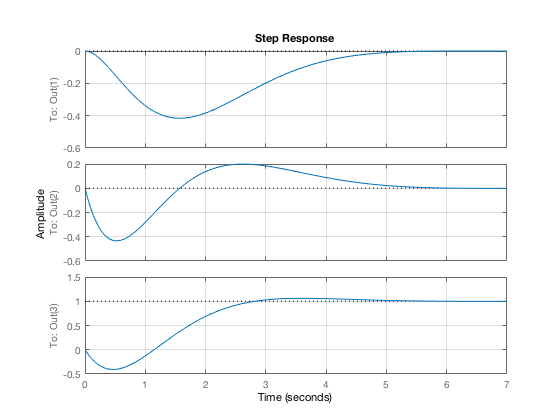 Step Response
To: Out(1)
0
-0.2
-0.4
-0.6
Amplitude
To: Out(2)
0.2
0
-0.2
-0.4
-0.6
To: Out(3)
1.5
1
0.5
0
-0.5
0 1 2 3 4 5 6 7
Time (seconds)